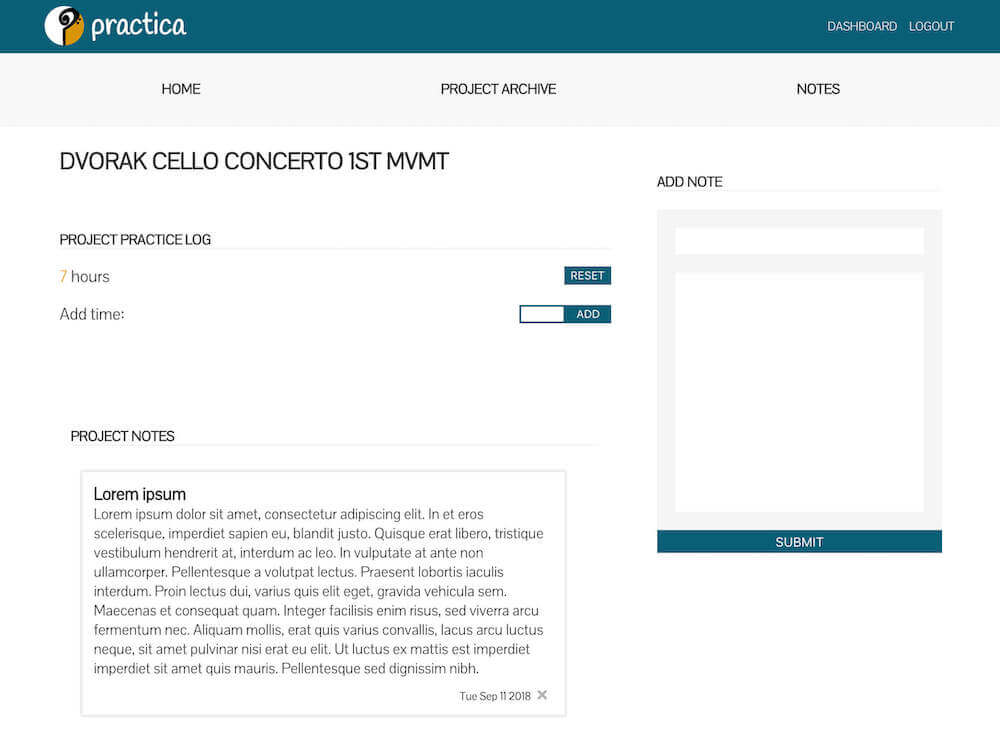 practica
DASHBOARD LOGOUT
HOME PROJECT ARCHIVE NOTES
DVORAK CELLO CONCERTO 1ST MVMT
PROJECT PRACTICE LOG
7 hours RESET
Add time: ADD
PROJECT NOTES
Lorem ipsum
Lorem ipsum dolor sit amet, consectetur adipiscing elit. In et eros
scelerisque, imperdiet sapien eu, blandit justo. Quisque erat libero, tristique
vestibulum hendrerit at, interdum ac leo. In vulputate at ante non
ullamcorper. Pellentesque a volutpat lectus. Praesent lobortis iaculis
interdum. Proin lectus dui, varius quis elit eget, gravida vehicula sem.
Maecenas et consequat quam. Integer facilisis enim risus, sed viverra arcu
fermentum nec. Aliquam mollis, erat quis varius convallis, lacus arcu luctus
neque, sit amet pulvinar nisi erat eu elit. Ut luctus ex mattis est imperdiet
imperdiet sit amet quis mauris. Pellentesque sed dignissim nibh.
Tue Sep 11 2018
ADD NOTE
SUBMIT